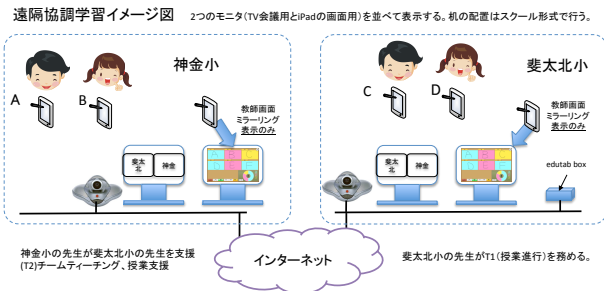 遠隔協調学習イメージ図
2つのモニタ(TV会議用とiPadの画面用)を並べて表示する。机の配置はスクール形式で行う。
神金小
A
B
教師画面
ミラーリング
表示のみ
斐太
北
神金
斐太北小
C
D
教師画面
ミラーリング
表示のみ
斐太
北
神金
edutab box
神金小の先生が斐太北小の先生を支援
(T2)チームティーチング、授業支援
インターネット
斐太北小の先生がT1(授業進行)を務める。